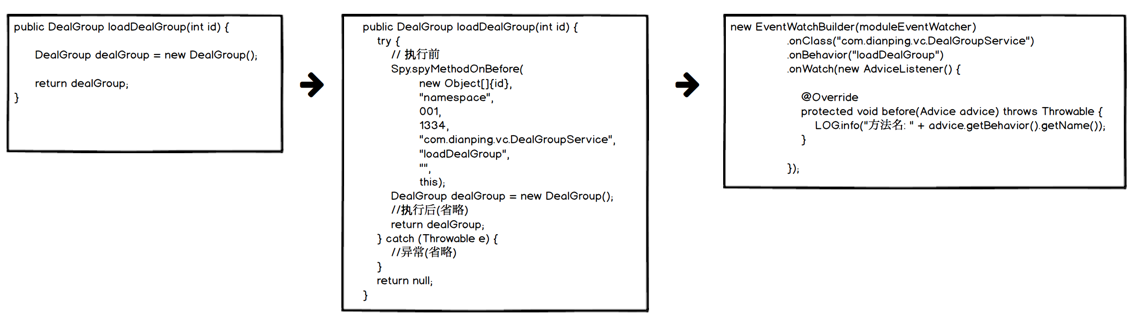 public DealGroup loadDealGroup(int id) {
DealGroup dealGroup = new DealGroup();
return dealGroup;
}
public DealGroup loadDealGroup(int id) {
try {
// 执行前
Spy.spyMethodOnBefore(
new Object[]{id},
"namespace",
001,
1334,
"com.dianping.vc.DealGroupService",
"loadDealGroup",
"",
this);
DealGroup dealGroup = new DealGroup();
//执行后(省略)
return dealGroup;
} catch (Throwable e) {
//异常(省略)
}
return null;
}
new EventWatchBuilder(moduleEventWatcher)
.onClass("com.dianping.vc.DealGroupService")
.onBehavior("loadDealGroup")
.onWatch(new AdviceListener() {
@Override
protected void before(Advice advice) throws Throwable {
LOG.info("方法名: " + advice.getBehavior().getName());
}
});